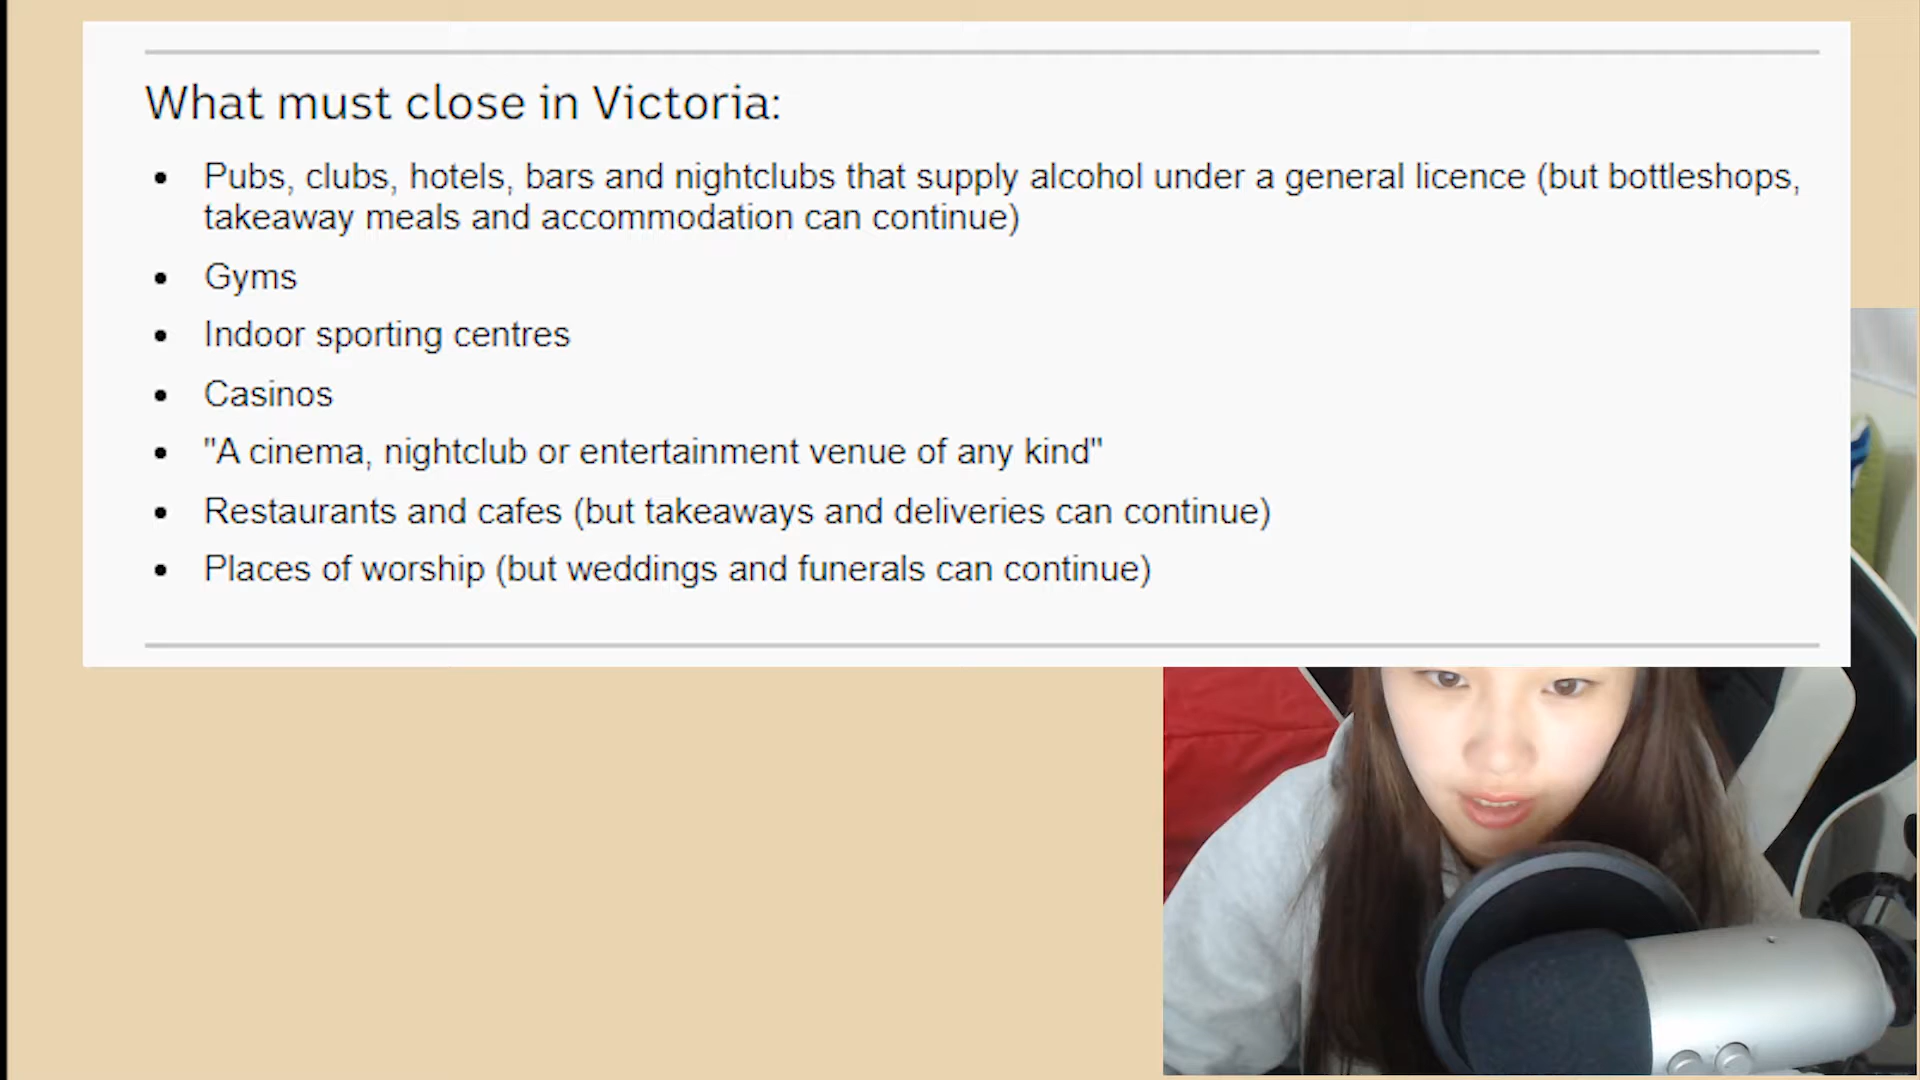 What must close in Victoria:
• Pubs, clubs, hotels, bars and nightclubs that supply alcohol under a general licence (but bottleshops,
takeaway meals and accommodation can continue)
• Gyms
• Indoor sporting centres
• Casinos
• "A cinema, nightclub or entertainment venue of any kind"
• Restaurants and cafes (but takeaways and deliveries can continue)
• Places of worship (but weddings and funerals can continue)